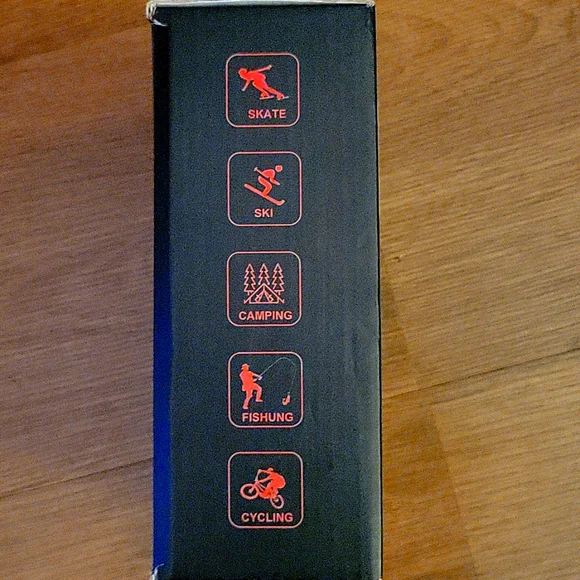 SKATE
SKI
CAMPING
FISHUNG
CYCLING